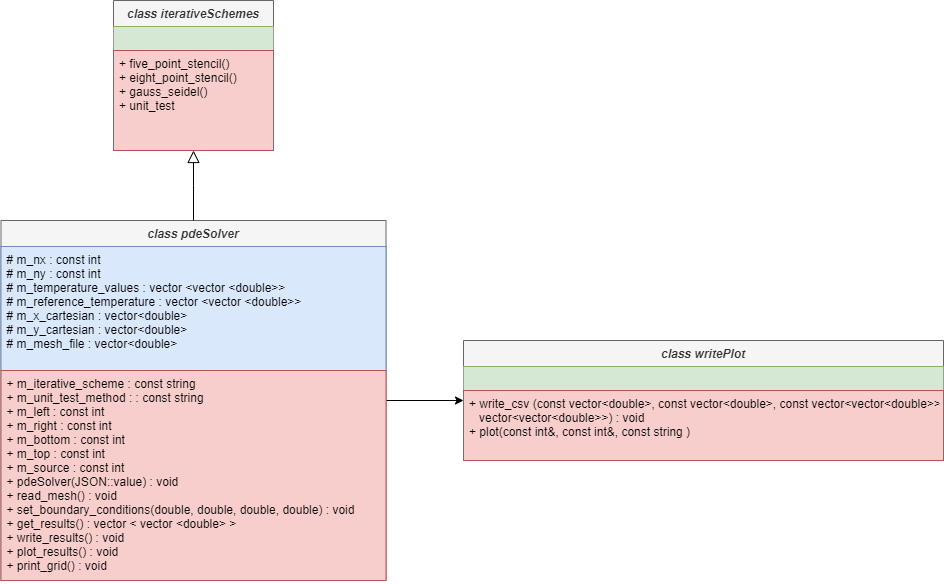 class iterativeSchemes
+ five_point_stencil()
+ eight_point_stencil()
+ gauss_seidel()
+ unit_test
class pdeSolver
# m_nx : const int
# m_ny : const int
# m_temperature_values : vector <vector <double>>
# m_reference_temperature : vector <vector <double>>
# m_x_cartesian : vector<double>
# m_y_cartesian : vector<double>
# m_mesh_file : vector<double>
+ m_iterative_scheme : const string
+ m_unit_test_method : : const string
+ m_left : const int
+ m_right : const int
+ m_bottom : const int
+ m_top : const int
+ m_source : const int
+ pdeSolver(JSON::value) : void
+ read_mesh() : void
+ set_boundary_conditions(double, double, double, double) : void
+ get_results() : vector < vector <double> >
+ write_results() : void
+ plot_results() : void
+ print_grid() : void
class writePlot
+ write_csv (const vector<double>, const vector<double>, const vector<vector<double>>
vector<vector<double>>) : void
+ plot(const int&, const int&, const string )